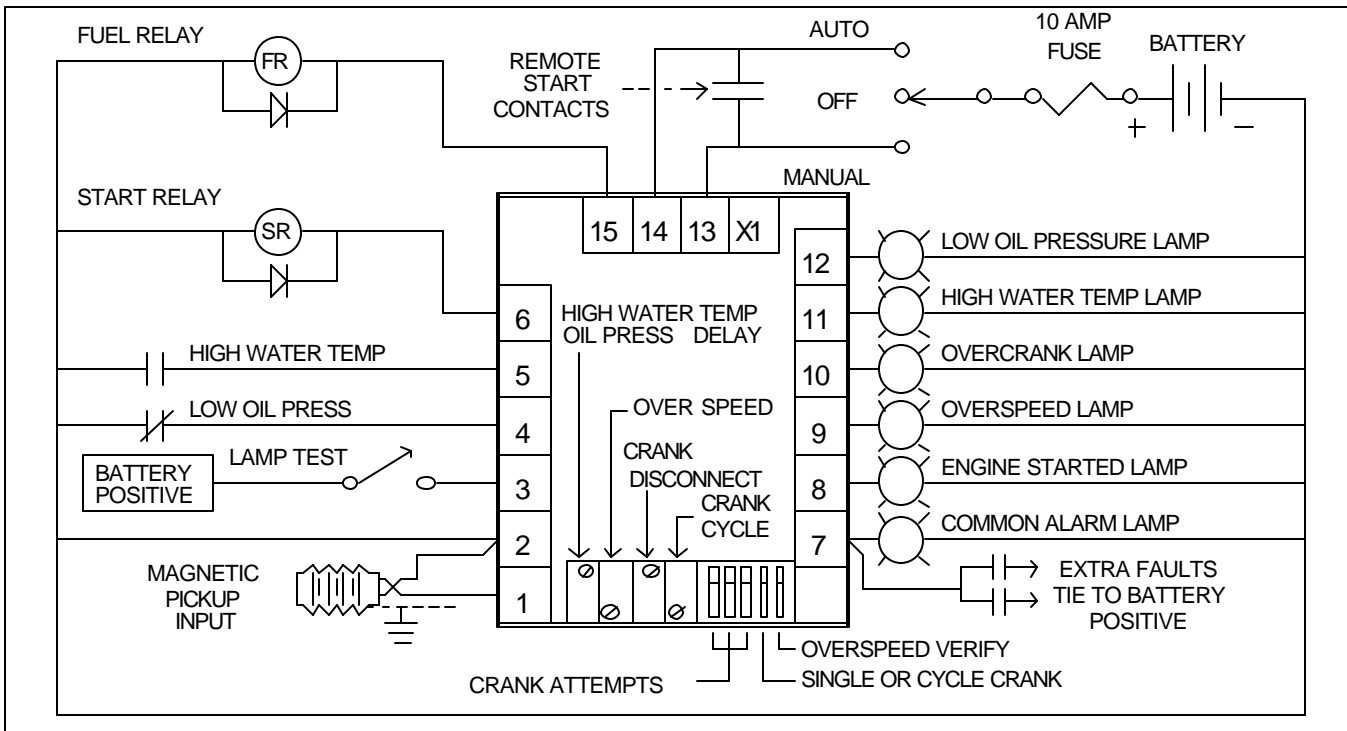 FUEL RELAY
FR
REMOTE
START
CONTACTS
AUTO
OFF
MANUAL
10 AMP
FUSE
BATTERY
+
–
START RELAY
SR
15 14 13 X1
6
5
4
3
2
1
12
11
10
9
8
7
HIGH WATER TEMP
LOW OIL PRESS
LAMP TEST
BATTERY
POSITIVE
MAGNETIC
PICKUP
INPUT
HIGH WATER TEMP
OIL PRESS DELAY
OVER SPEED
CRANK
DISCONNECT
CRANK
CYCLE
LOW OIL PRESSURE LAMP
HIGH WATER TEMP LAMP
OVERCRANK LAMP
OVERSPEED LAMP
ENGINE STARTED LAMP
COMMON ALARM LAMP
EXTRA FAULTS
TIE TO BATTERY
POSITIVE
OVERSPEED VERIFY
SINGLE OR CYCLE CRANK
CRANK ATTEMPTS